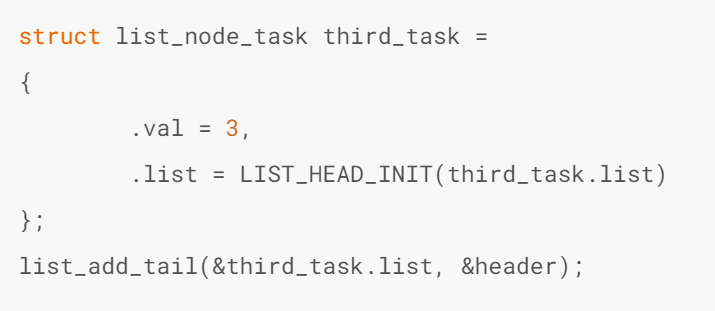 struct list_node_task third_task =
{
        .val = 3,
        .list = LIST_HEAD_INIT(third_task.list)
};
list_add_tail(&third_task.list, &header);